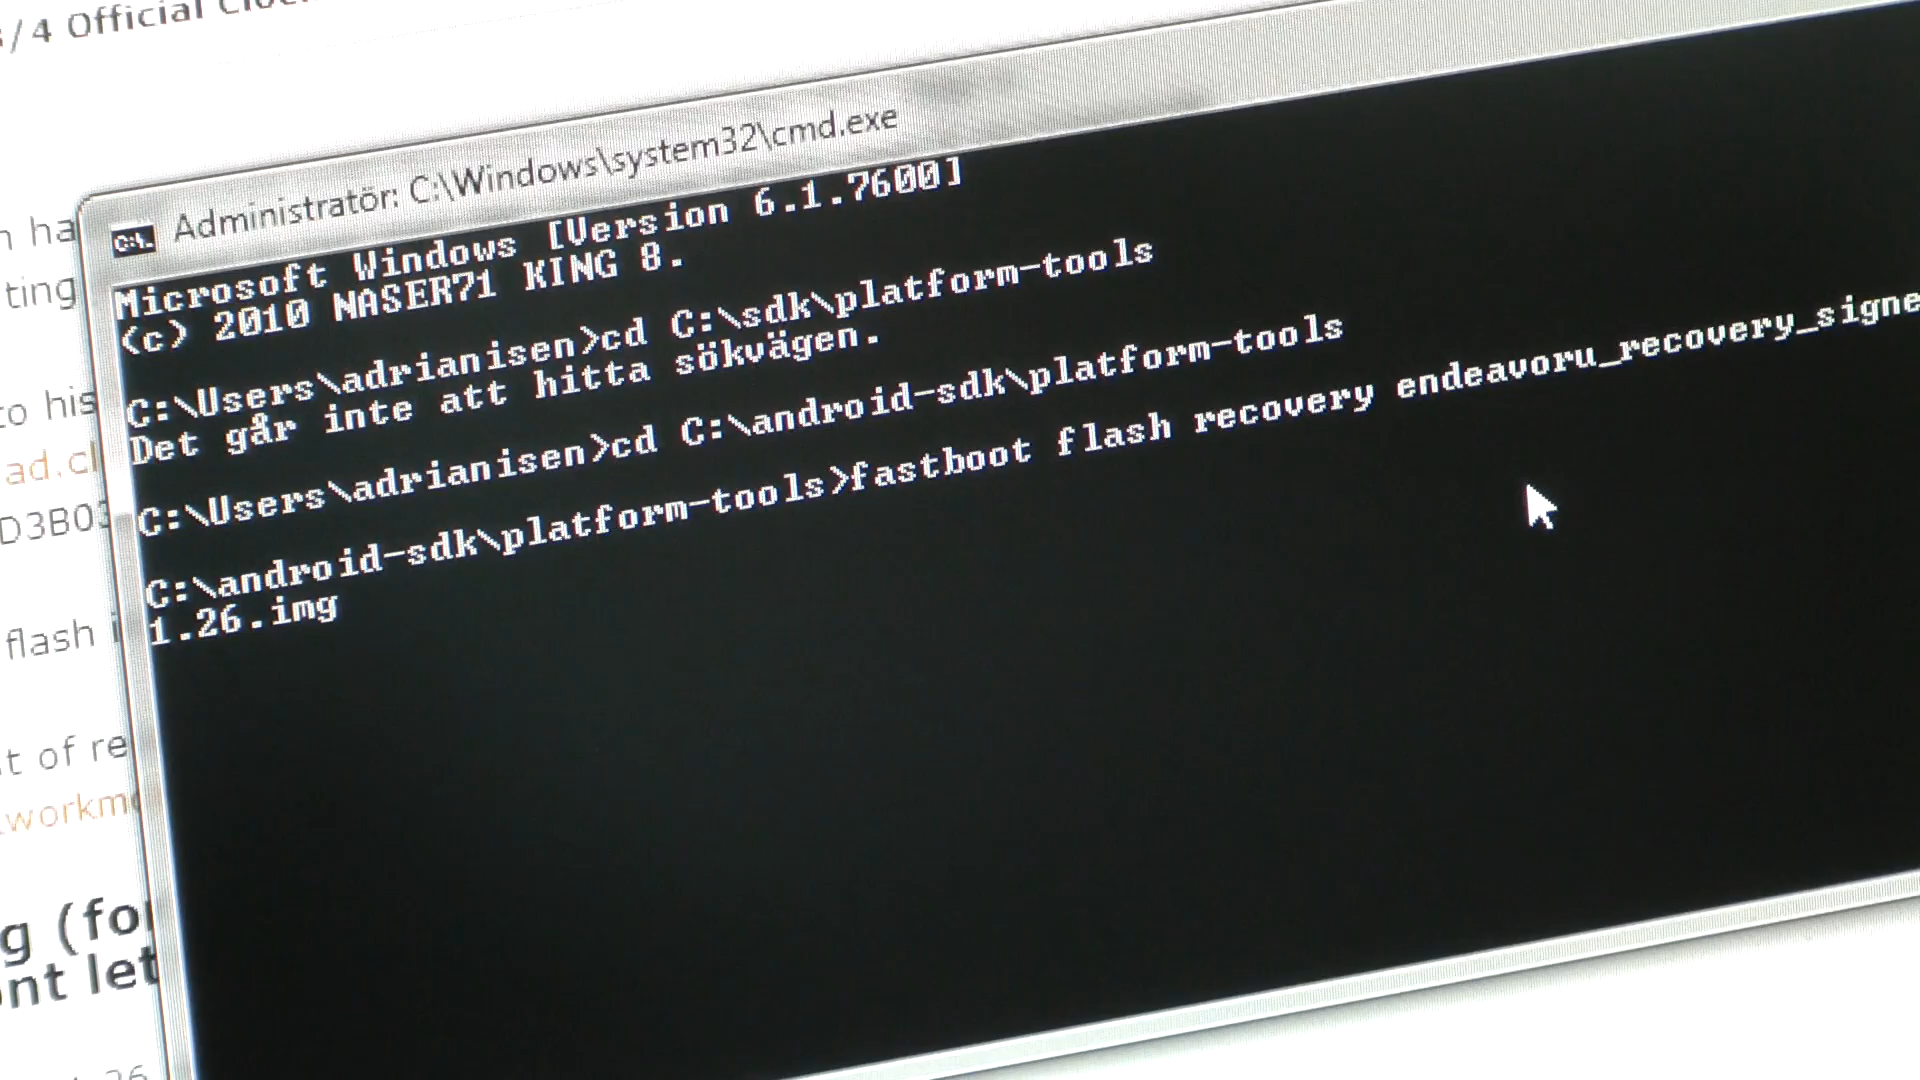 /4 Official
Administratör: C:\Windows\system32\cmd.exe
Microsoft Windows [Version 6.1.7600]
(c) 2010 NASER71 KING 8.
C:\Users\adrianisen>cd C:\sdk\platform-tools
Det går inte att hitta sökvägen.
C:\Users\adrianisen>cd C:\android-sdk\platform-tools
C:\android-sdk\platform-tools>fastboot flash recovery endeavoru_recovery_signe
1.26.img
ha
ting
to his
ad.cl
D3B03
flash
t of re
workm
g (for
nt let